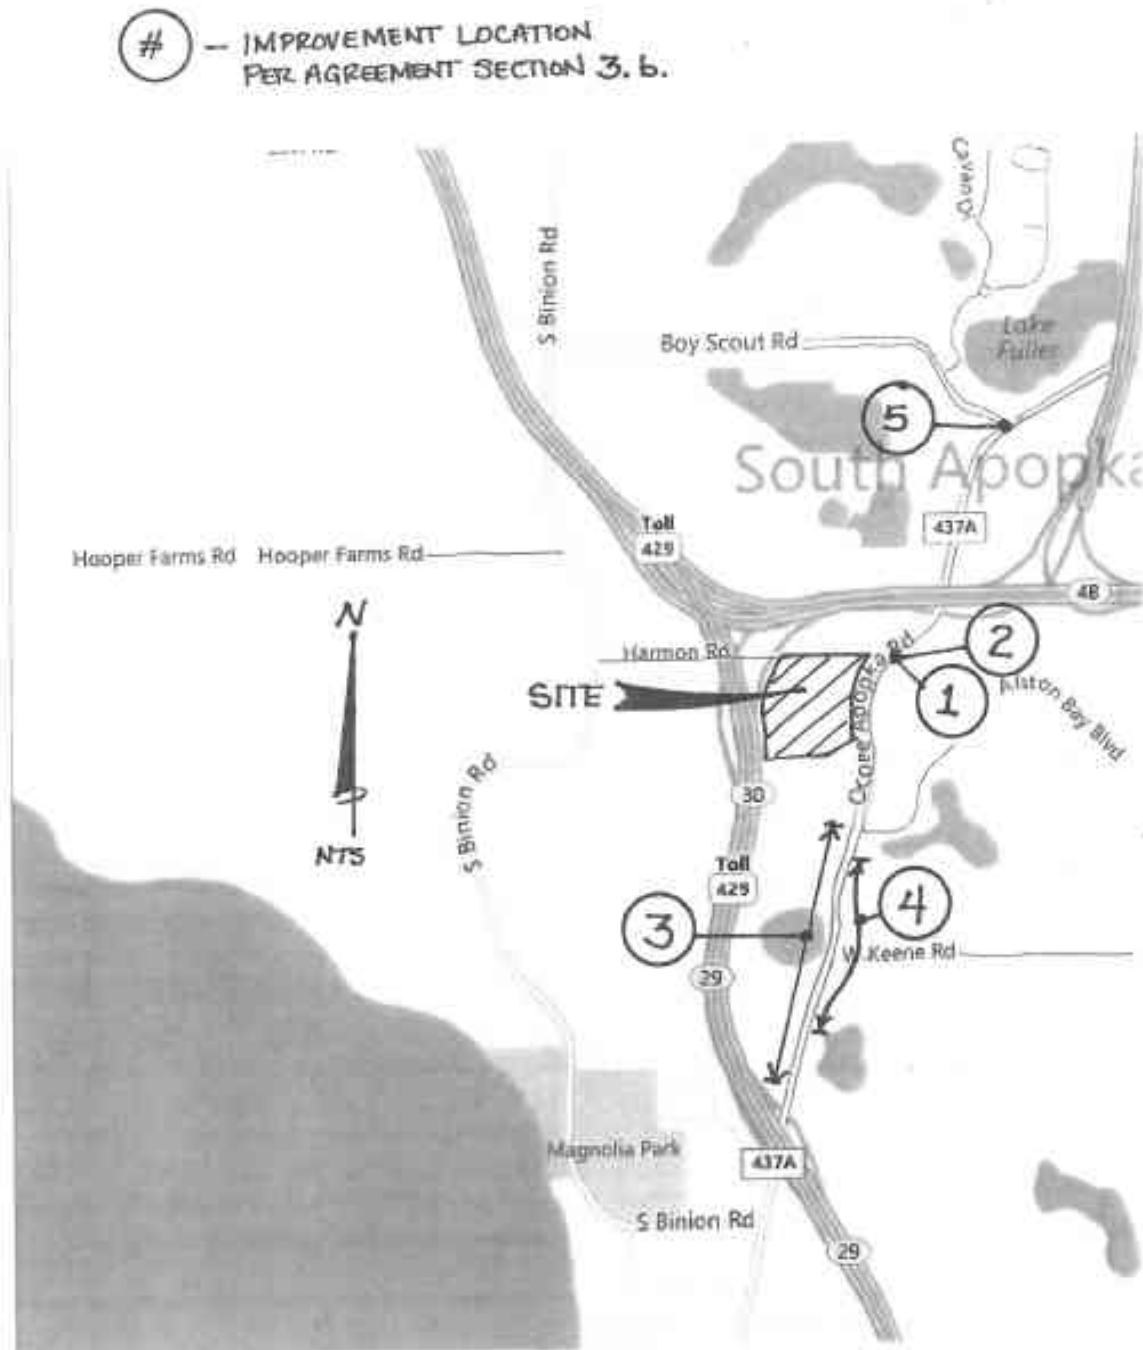 # - IMPROVEMENT LOCATION
PER AGREEMENT SECTION 3. b.
S Binion Rd
Boy Scout Rd
Lake
Fuller
5
South Apopka
437A
Toll
429
Hooper Farms Rd Hooper Farms Rd
4B
N
Harmon Rd
2
SITE
1
Alston Bay Blvd
Ocoee Apopka Rd
S Binion Rd
30
NTS
Toll
429
3
4
W Keene Rd
29
Magnolia Park
437A
S Binion Rd
29